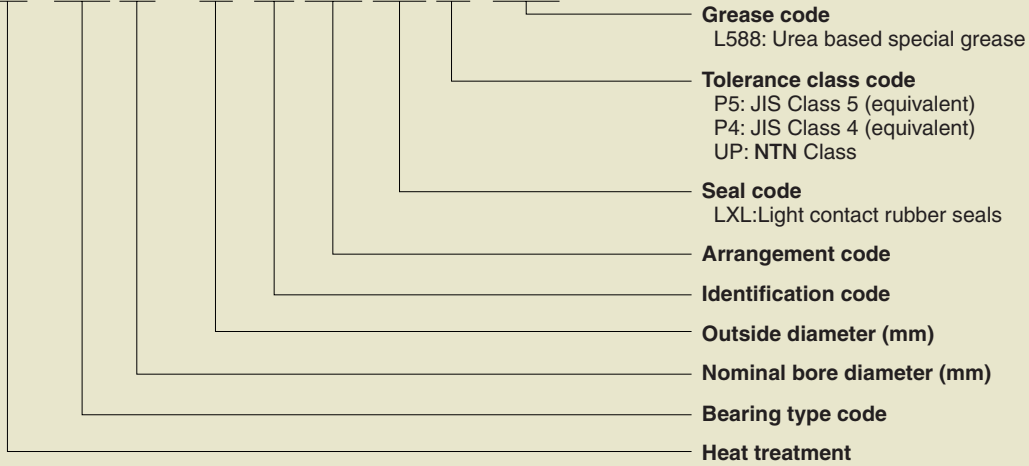 Grease code
L588: Urea based special grease
Tolerance class code
P5: JIS Class 5 (equivalent)
P4: JIS Class 4 (equivalent)
UP: NTN Class
Seal code
LXL:Light contact rubber seals
Arrangement code
Identification code
Outside diameter (mm)
Nominal bore diameter (mm)
Bearing type code
Heat treatment